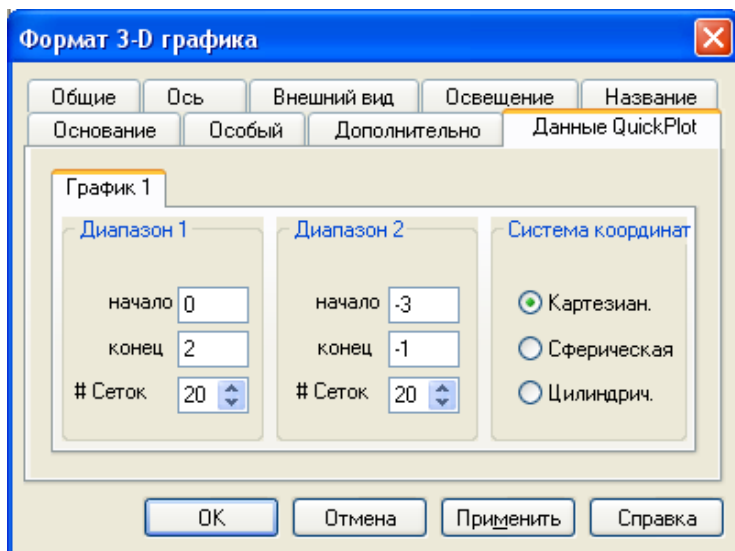 Формат 3-D графика
Общие Ось Внешний вид Освещение Название
Основание Особый Дополнительно Данные QuickPlot
График 1
Диапазон 1 Диапазон 2 Система координат
начало 0 начало -3 Картезиан.
конец 2 конец -1 Сферическая
# Сеток 20 # Сеток 20 Цилиндрич.
OK Отмена Применить Справка